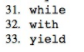 31. while
32. with
33. yield